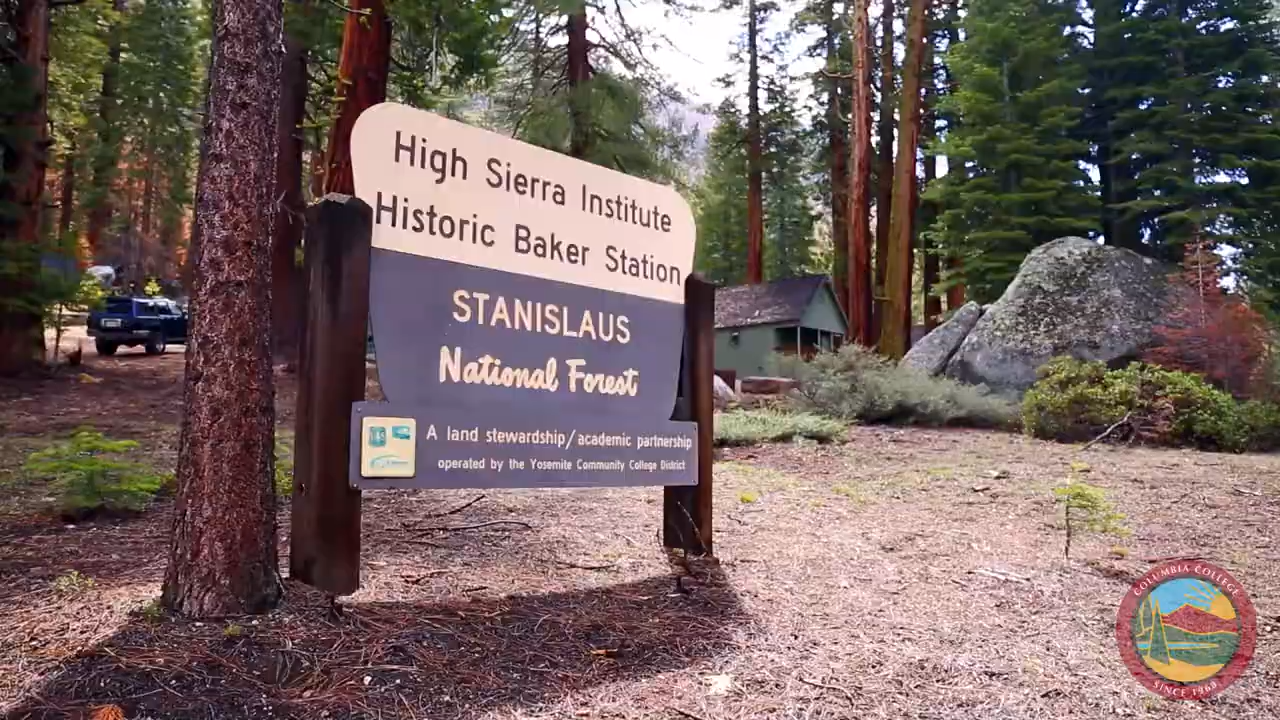 High Sierra Institute
Historic Baker Station
STANISLAUS
National Forest
A land stewardship/academic partnership
operated by the Yosemite Community College District
COLUMBIA COLLEGE
SINCE 1968